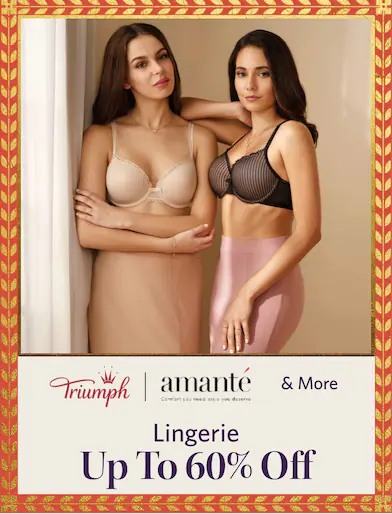 Triumph | amanté & More
Comfort you need, style you deserve
Lingerie
Up To 60% Off